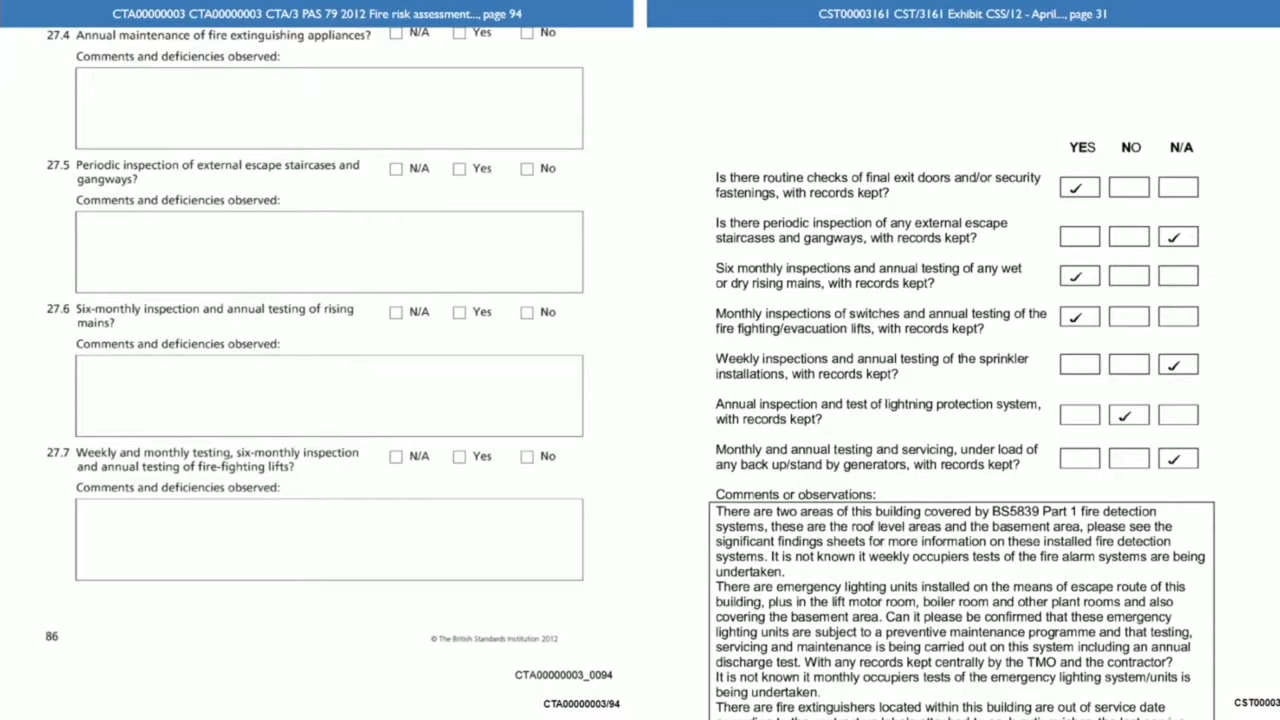 CTA00000003 CTA00000003 CTA/3 PAS 79 2012 Fire risk assessment..., page 94
27.4 Annual maintenance of fire extinguishing appliances? N/A Yes No
Comments and deficiencies observed:
27.5 Periodic inspection of external escape staircases and
gangways? N/A Yes No
Comments and deficiencies observed:
27.6 Six-monthly inspection and annual testing of rising
mains? N/A Yes No
Comments and deficiencies observed:
27.7 Weekly and monthly testing, six-monthly inspection
and annual testing of fire-fighting lifts? N/A Yes No
Comments and deficiencies observed:
86
© The British Standards Institution 2012
CTA00000003_0094
CTA00000003/94
CST00003161 CST/3161 Exhibit CSS/12 - April..., page 31
YES NO N/A
Is there routine checks of final exit doors and/or security
fastenings, with records kept?
Is there periodic inspection of any external escape
staircases and gangways, with records kept?
Six monthly inspections and annual testing of any wet
or dry rising mains, with records kept?
Monthly inspections of switches and annual testing of the
fire fighting/evacuation lifts, with records kept?
Weekly inspections and annual testing of the sprinkler
installations, with records kept?
Annual inspection and test of lightning protection system,
with records kept?
Monthly and annual testing and servicing, under load of
any back up/stand by generators, with records kept?
Comments or observations:
There are two areas of this building covered by BS5839 Part 1 fire detection
systems, these are the roof level areas and the basement area, please see the
significant findings sheets for more information on these installed fire detection
systems. It is not known it weekly occupiers tests of the fire alarm systems are being
undertaken.
There are emergency lighting units installed on the means of escape route of this
building, plus in the lift motor room, boiler room and other plant rooms and also
covering the basement area. Can it please be confirmed that these emergency
lighting units are subject to a preventive maintenance programme and that testing,
servicing and maintenance is being carried out on this system including an annual
discharge test. With any records kept centrally by the TMO and the contractor?
It is not known it monthly occupiers tests of the emergency lighting system/units is
being undertaken.
There are fire extinguishers located within this building are out of service date
CST00003